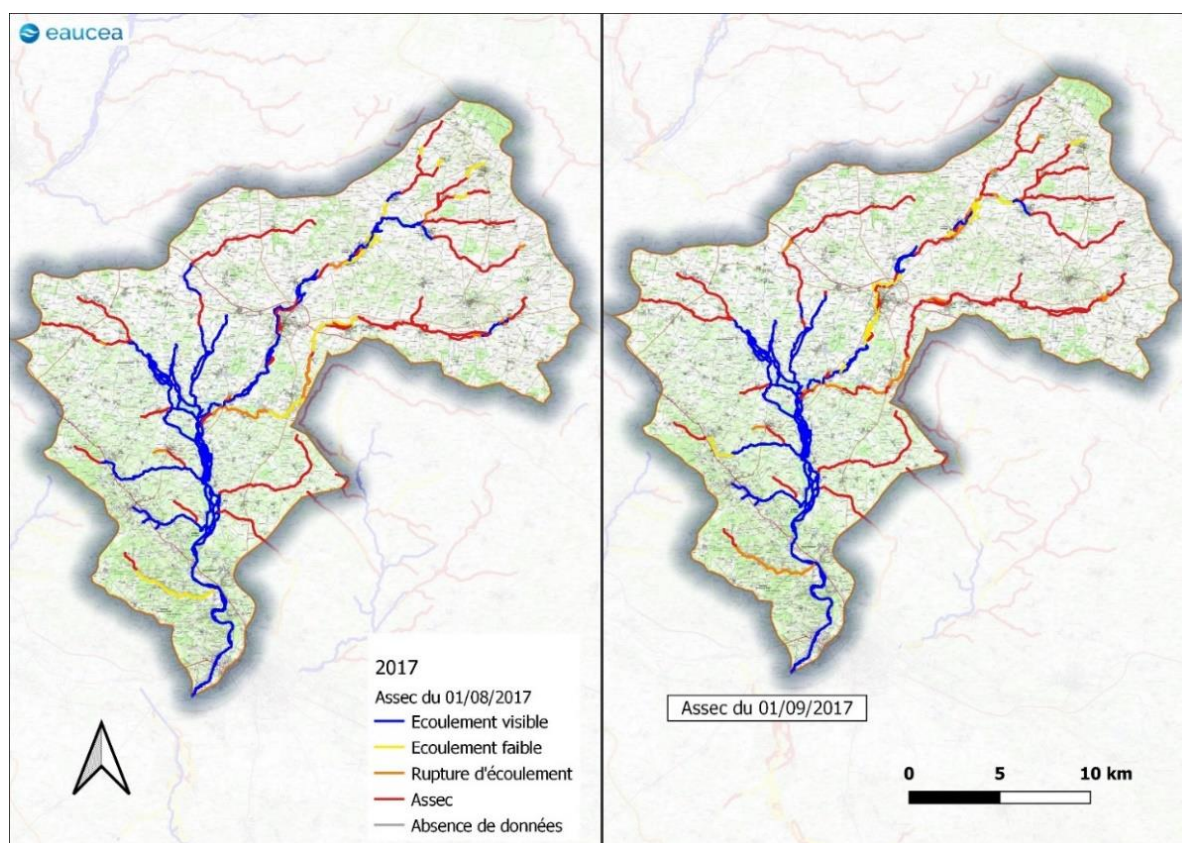 eaucea
2017
Assec du 01/08/2017
Ecoulement visible
Ecoulement faible
Rupture d'écoulement
Assec
Absence de données
Assec du 01/09/2017
0 5 10 km